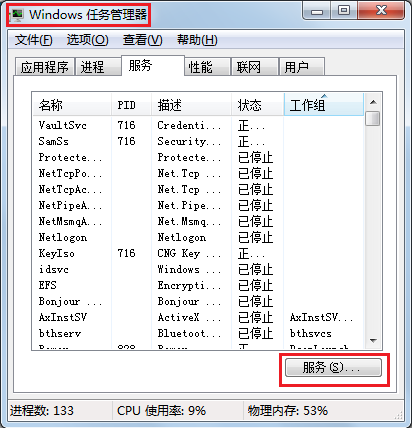 Windows 任务管理器
文件(F) 选项(O) 查看(V) 帮助(H)
应用程序 进程 服务 性能 联网 用户
名称 PID 描述 状态 工作组
VaultSvc 716 Credenti... 正...
SamSs 716 Security... 正...
Protecte... Protecte... 已停止
NetTcpPo... Net.Tcp ... 已停止
NetTcpAc... Net.Tcp ... 已停止
NetPipeA... Net.Pipe... 已停止
NetMsmqA... Net.Msmq... 已停止
Netlogon Netlogon 已停止
KeyIso 716 CNG Key ... 正...
idsvc Windows ... 已停止
EFS Encrypti... 已停止
Bonjour ... Bonjour ... 已停止
AxInstSV ActiveX ... 已停止 AxInstSV...
bthserv Bluetoot... 已停止 bthsvcs
服务(S)...
进程数: 133 CPU 使用率: 9% 物理内存: 53%